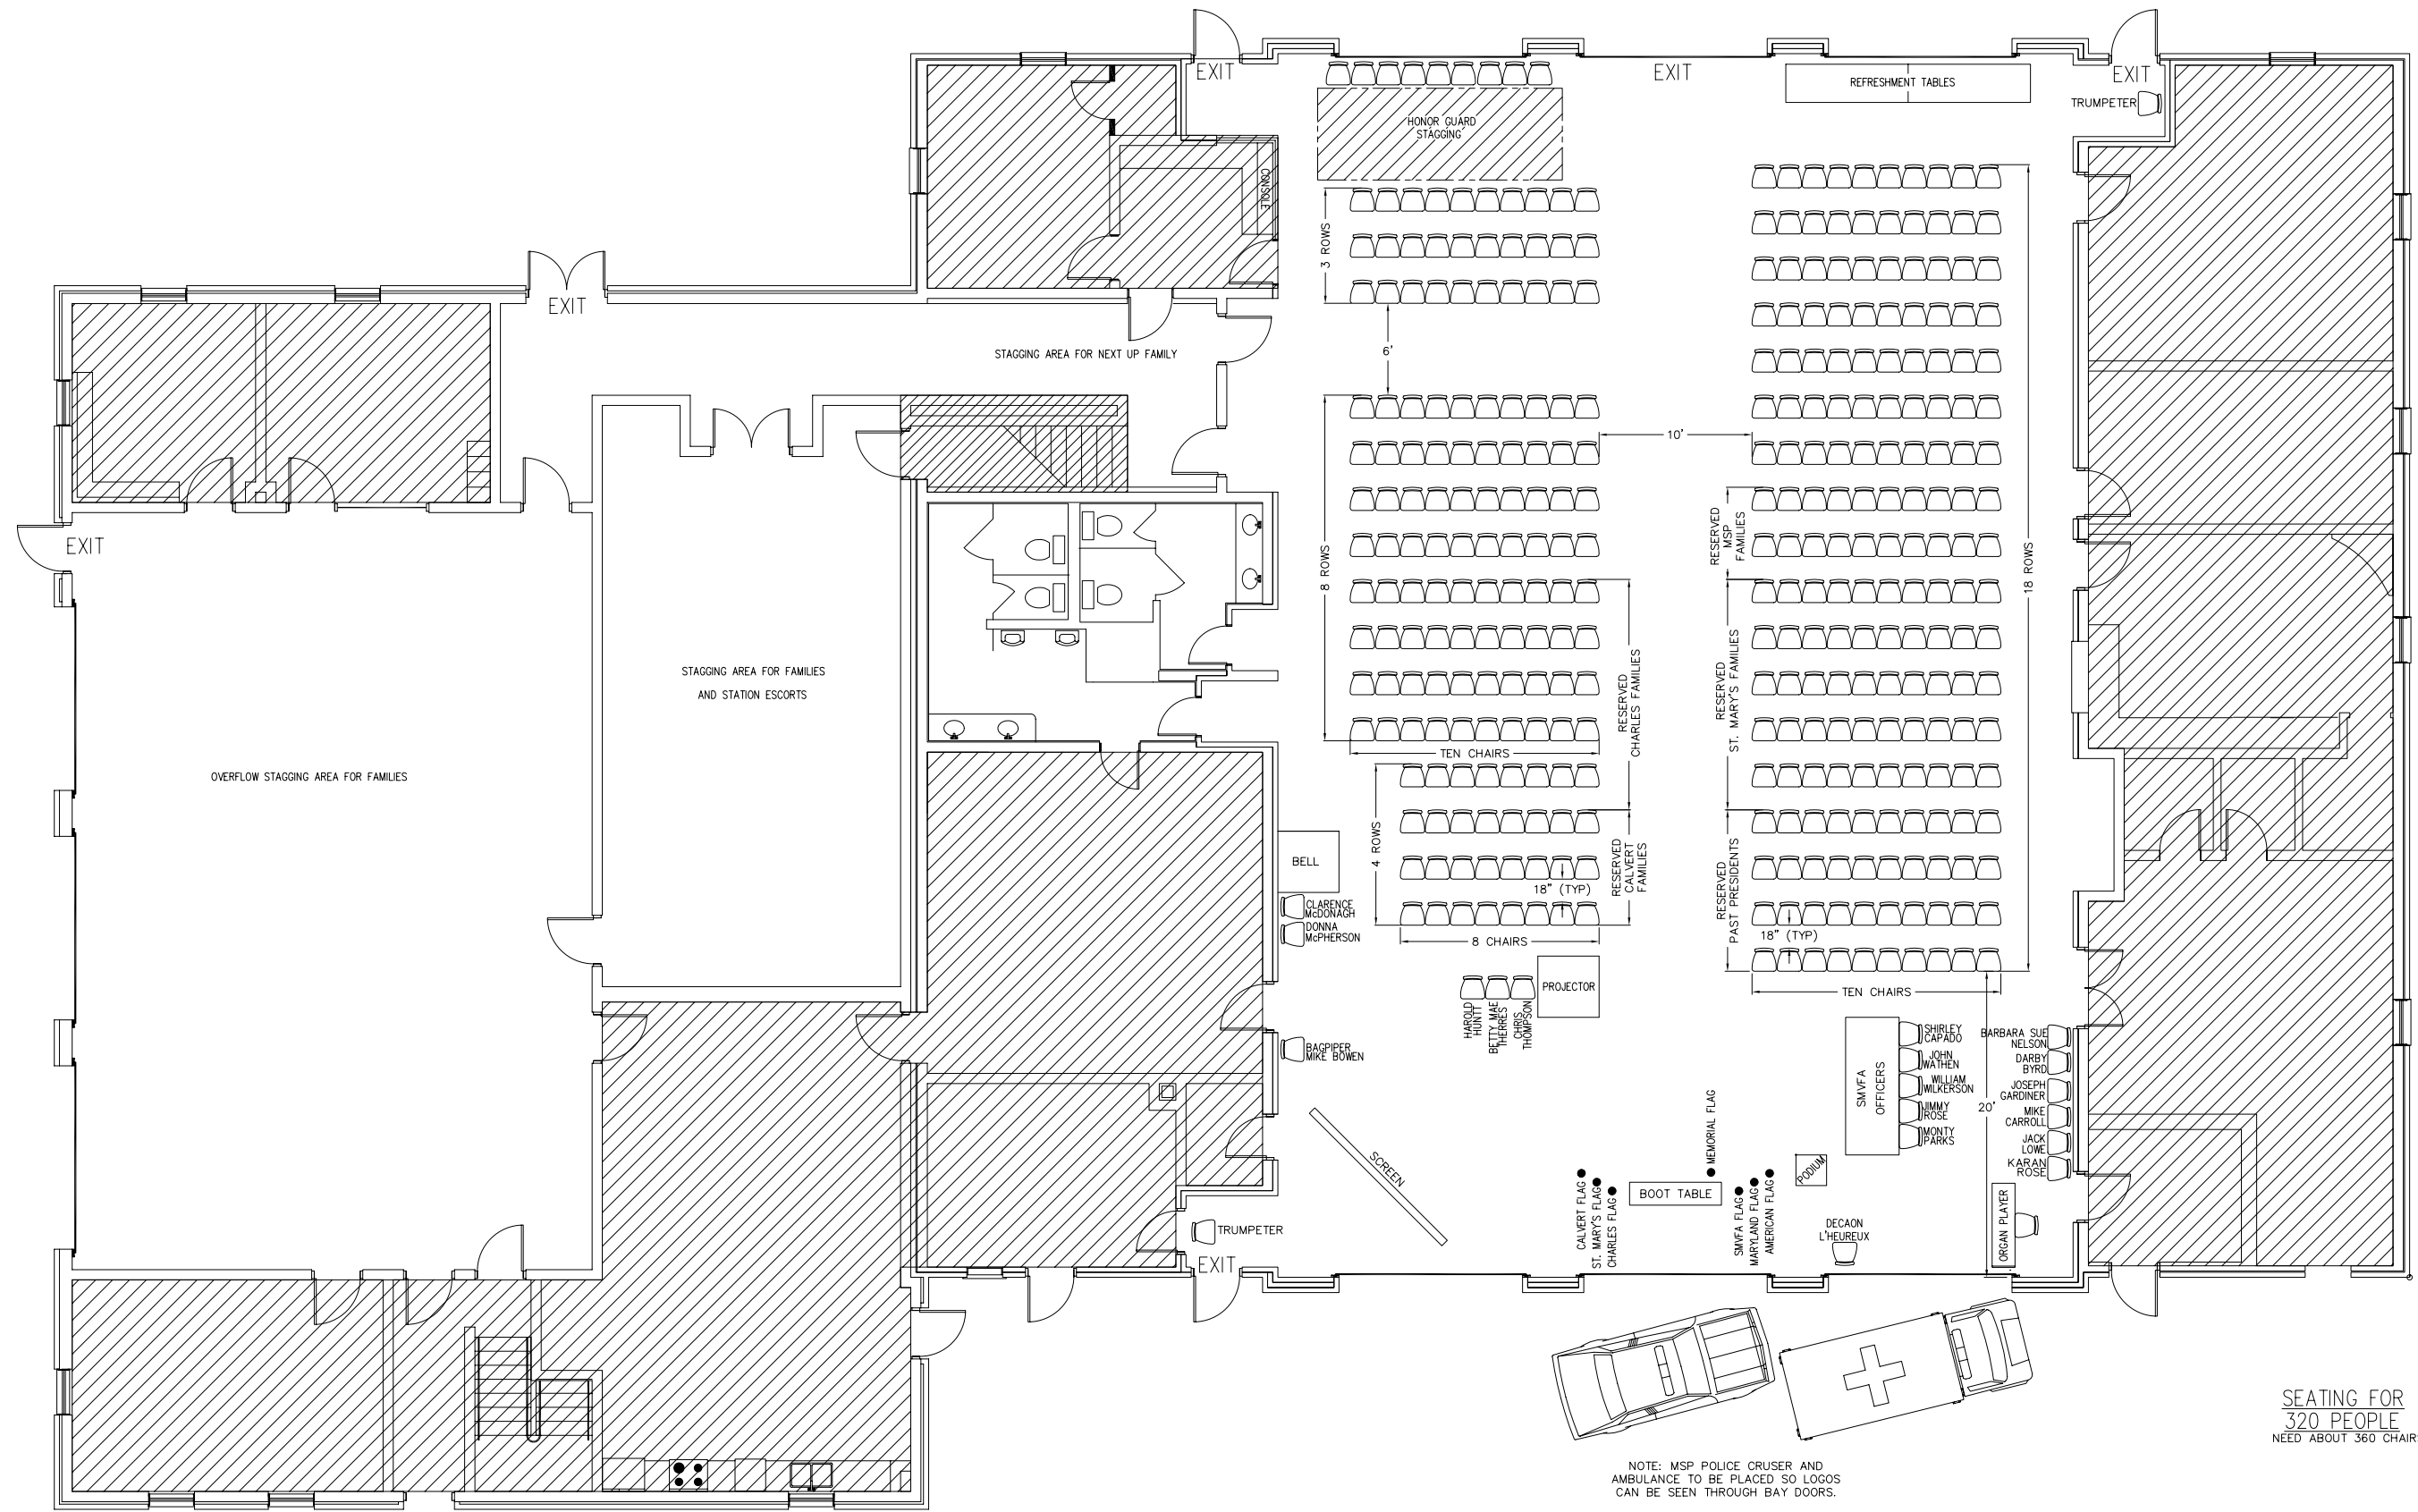 EXIT
EXIT
EXIT
REFRESHMENT TABLES
TRUMPETER
HONOR GUARD
STAGGING
CONSOLE
3 ROWS
EXIT
STAGGING AREA FOR NEXT UP FAMILY
6'
10'
EXIT
8 ROWS
RESERVED
MSP
FAMILIES
18 ROWS
STAGGING AREA FOR FAMILIES
AND STATION ESCORTS
RESERVED
CHARLES FAMILIES
RESERVED
ST. MARY'S FAMILIES
OVERFLOW STAGGING AREA FOR FAMILIES
TEN CHAIRS
4 ROWS
BELL
RESERVED
CALVERT
FAMILIES
RESERVED
PAST PRESIDENTS
18" (TYP)
CLARENCE
McDONAGH
DONNA
McPHERSON
8 CHAIRS
18" (TYP)
PROJECTOR
TEN CHAIRS
HAROLD
HUNTT
BETTY MAE
THERRES
CHRIS
THOMPSON
BAGPIPER
MIKE BOWEN
SMVFA
OFFICERS
SHIRLEY
CAPADO
JOHN
WATHEN
WILLIAM
WILKERSON
JIMMY
ROSE
MONTY
PARKS
20'
BARBARA SUE
NELSON
DARBY
BYRD
JOSEPH
GARDINER
MIKE
CARROLL
JACK
LOWE
KARAN
ROSE
SCREEN
MEMORIAL FLAG
PODIUM
BOOT TABLE
CALVERT FLAG
ST. MARY'S FLAG
CHARLES FLAG
SMVFA FLAG
MARYLAND FLAG
AMERICAN FLAG
DECAON
L'HEUREUX
ORGAN PLAYER
TRUMPETER
EXIT
SEATING FOR
320 PEOPLE
NEED ABOUT 360 CHAIR
NOTE: MSP POLICE CRUSER AND
AMBULANCE TO BE PLACED SO LOGOS
CAN BE SEEN THROUGH BAY DOORS.